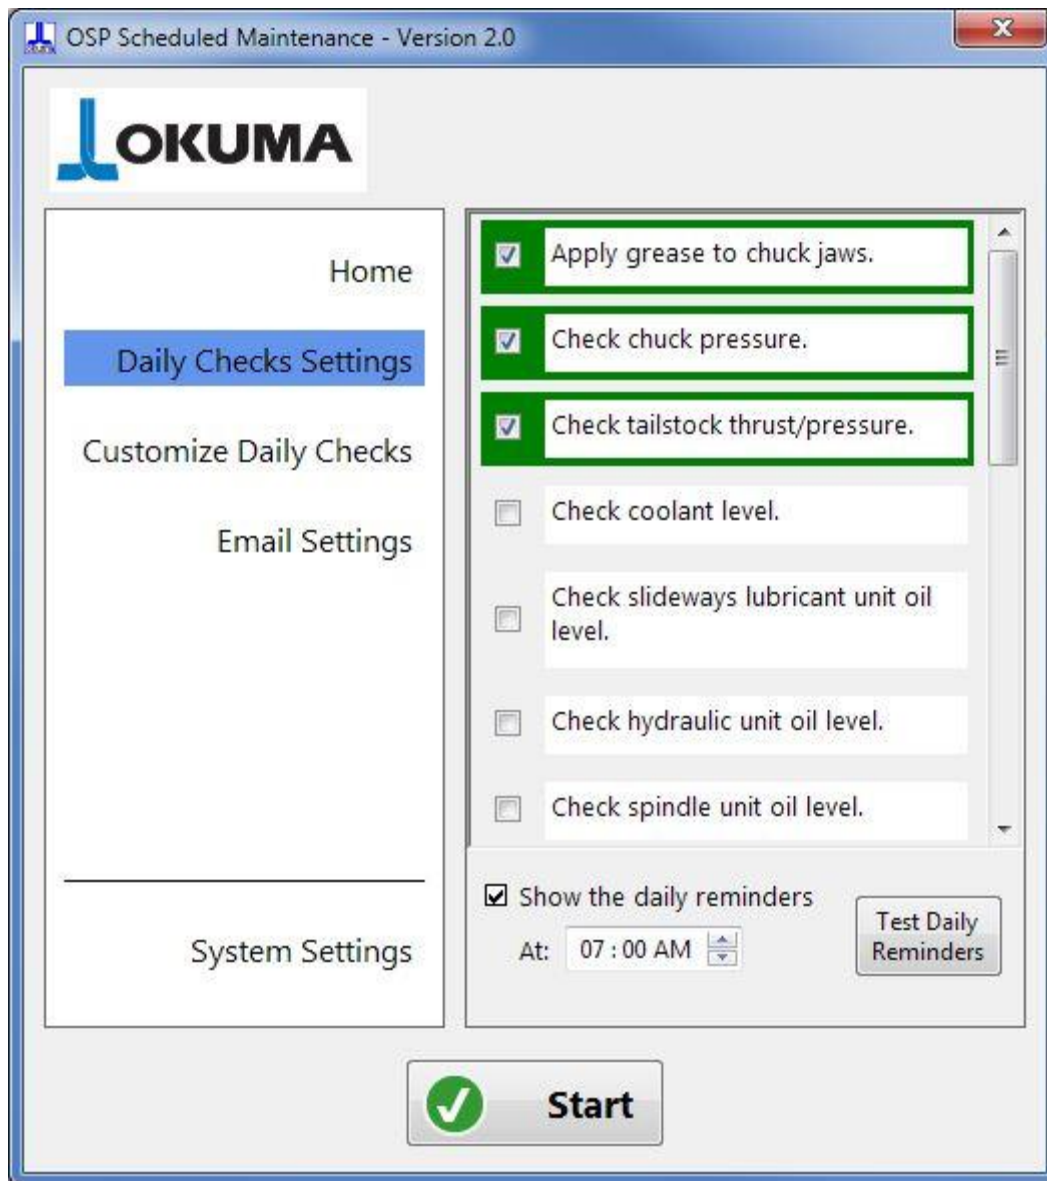 OSP Scheduled Maintenance - Version 2.0
OKUMA
Home
Daily Checks Settings
Customize Daily Checks
Email Settings
System Settings
Apply grease to chuck jaws.
Check chuck pressure.
Check tailstock thrust/pressure.
Check coolant level.
Check slideways lubricant unit oil
level.
Check hydraulic unit oil level.
Check spindle unit oil level.
Show the daily reminders
At: 07 : 00 AM
Test Daily
Reminders
Start